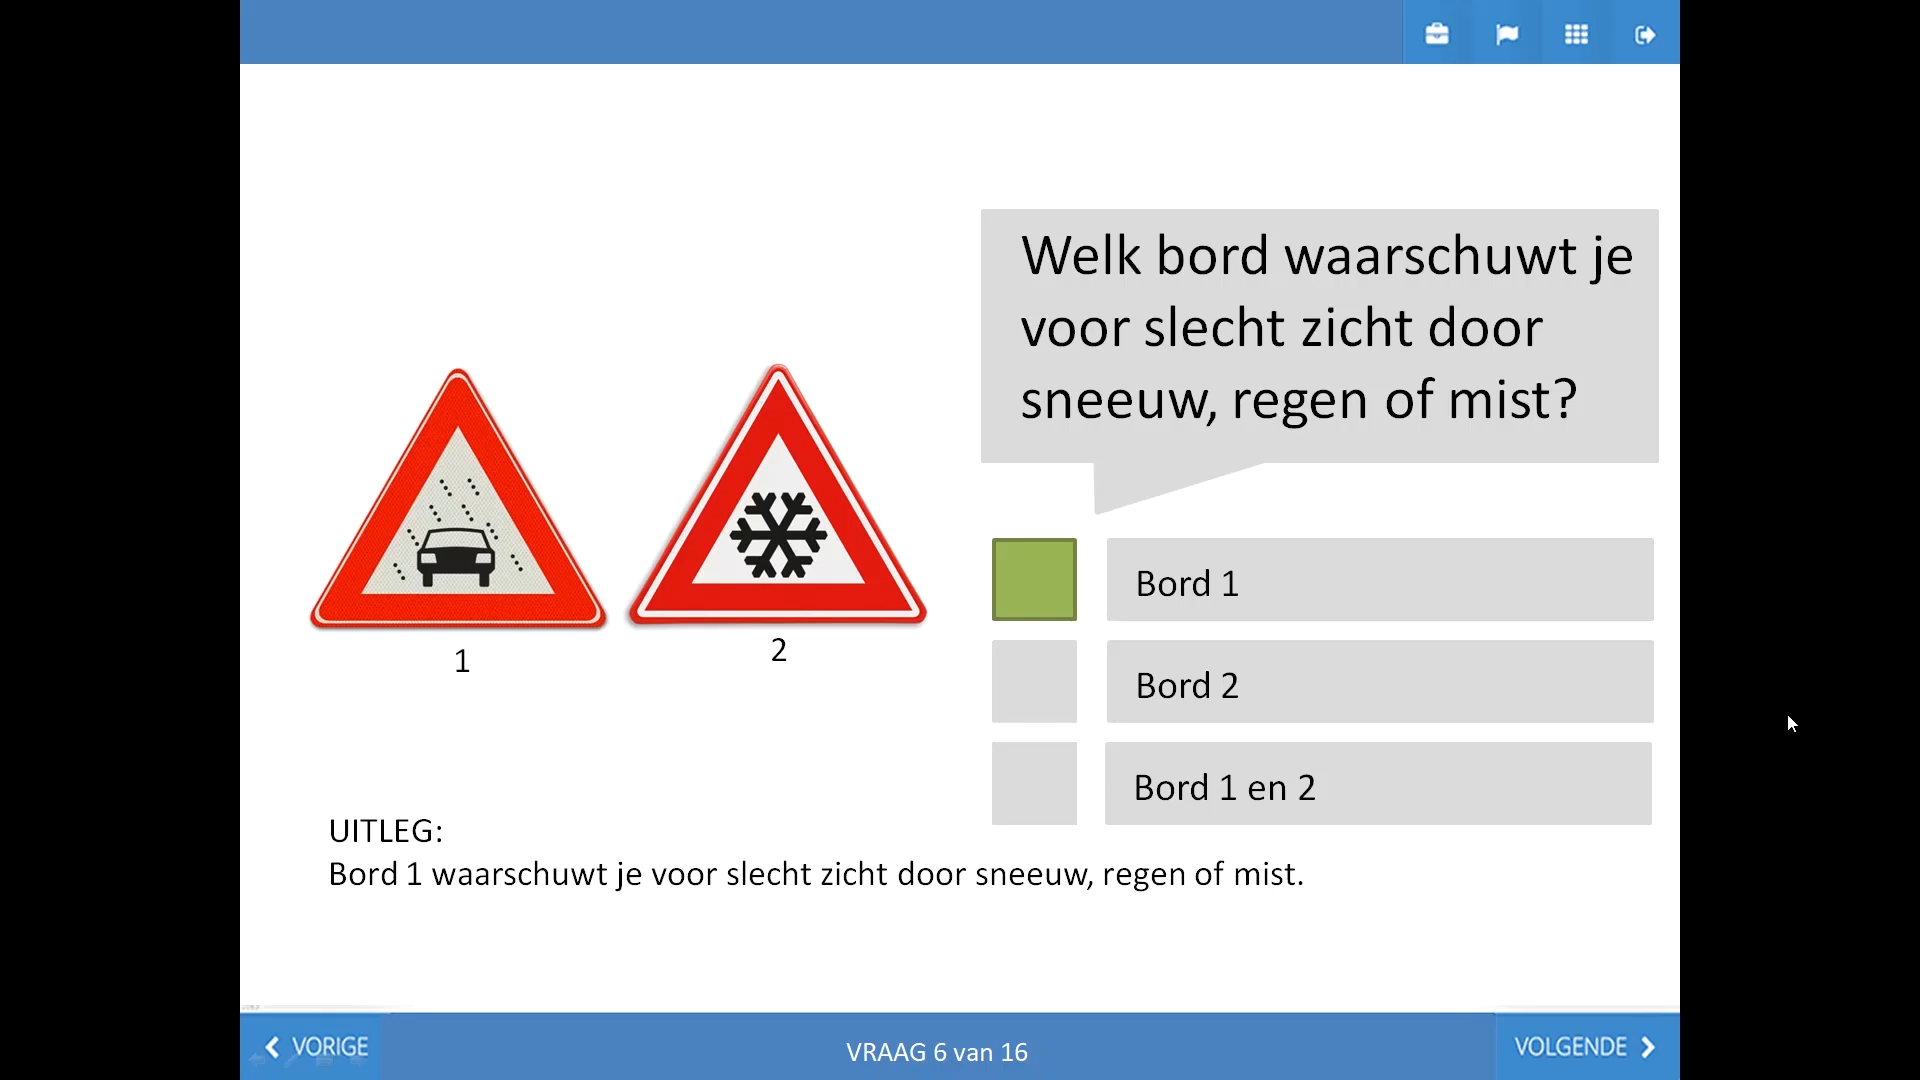 Welk bord waarschuwt je
voor slecht zicht door
sneeuw, regen of mist?
1
2
Bord 1
Bord 2
Bord 1 en 2
UITLEG:
Bord 1 waarschuwt je voor slecht zicht door sneeuw, regen of mist.
VORIGE
VRAAG 6 van 16
VOLGENDE